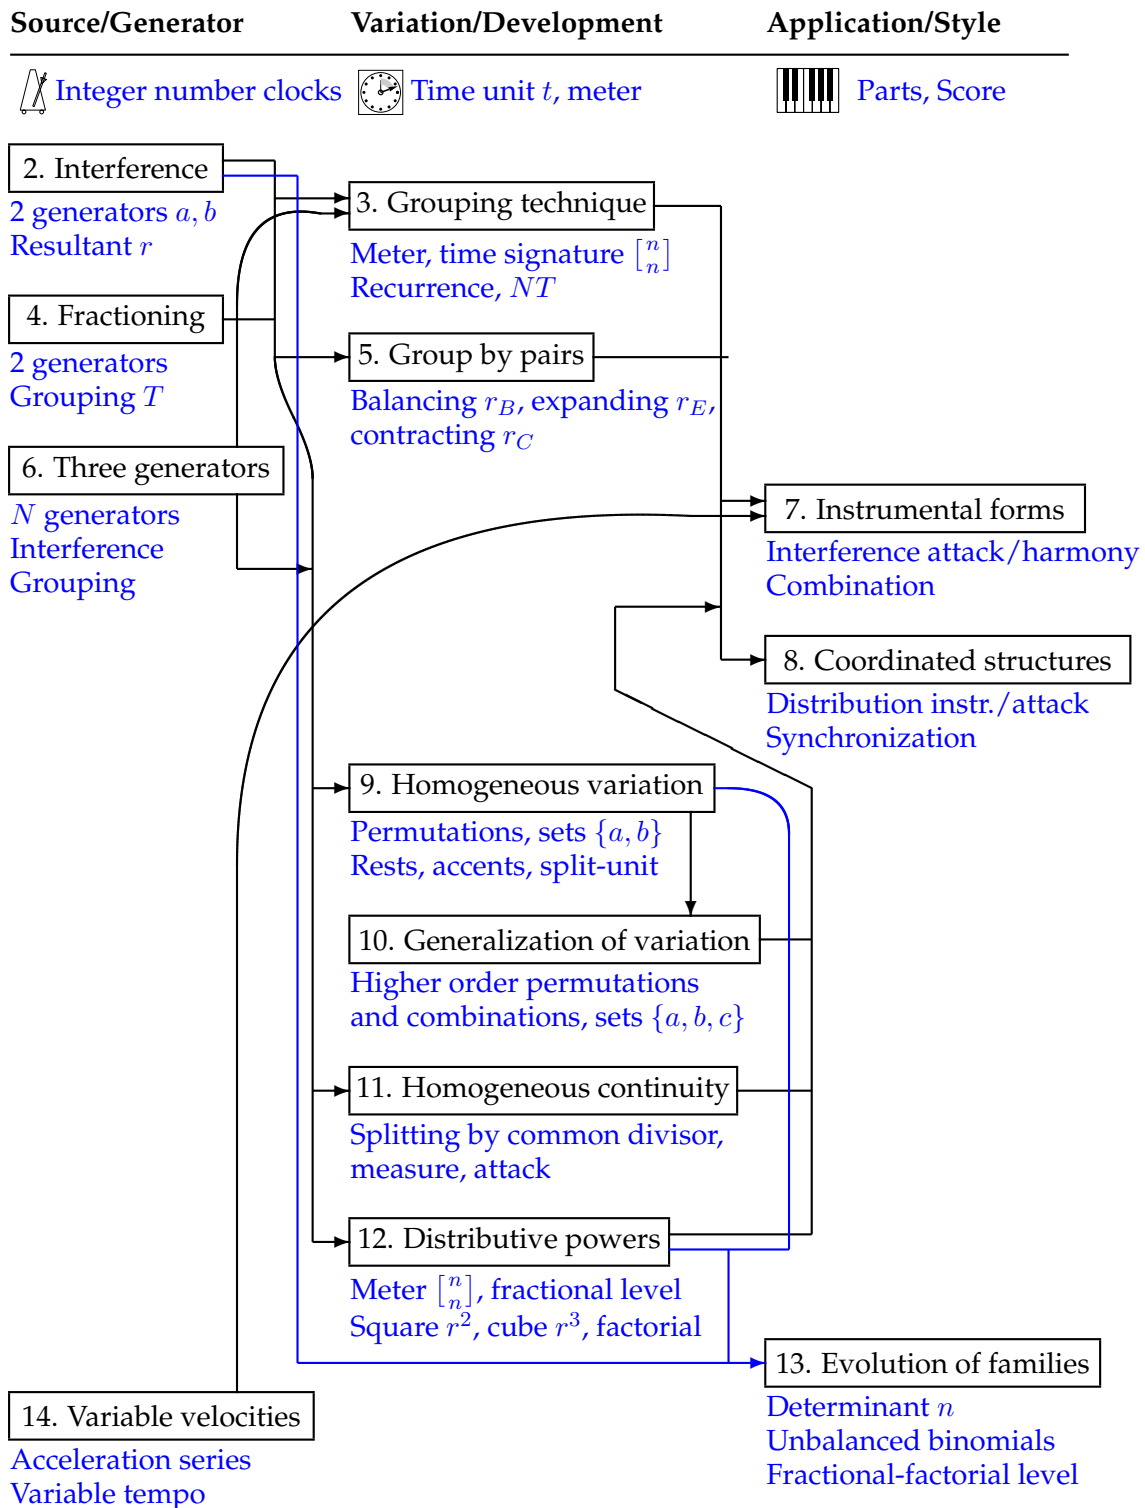 Source/Generator Variation/Development Application/Style
Integer number clocks Time unit t, meter Parts, Score
2. Interference
2 generators a, b
Resultant r
3. Grouping technique
Meter, time signature [n n]
Recurrence, NT
4. Fractioning
2 generators
Grouping T
5. Group by pairs
Balancing r_B, expanding r_E,
contracting r_C
6. Three generators
N generators
Interference
Grouping
7. Instrumental forms
Interference attack/harmony
Combination
8. Coordinated structures
Distribution instr./attack
Synchronization
9. Homogeneous variation
Permutations, sets {a, b}
Rests, accents, split-unit
10. Generalization of variation
Higher order permutations
and combinations, sets {a, b, c}
11. Homogeneous continuity
Splitting by common divisor,
measure, attack
12. Distributive powers
Meter [n n], fractional level
Square r², cube r³, factorial
13. Evolution of families
Determinant n
Unbalanced binomials
Fractional-factorial level
14. Variable velocities
Acceleration series
Variable tempo